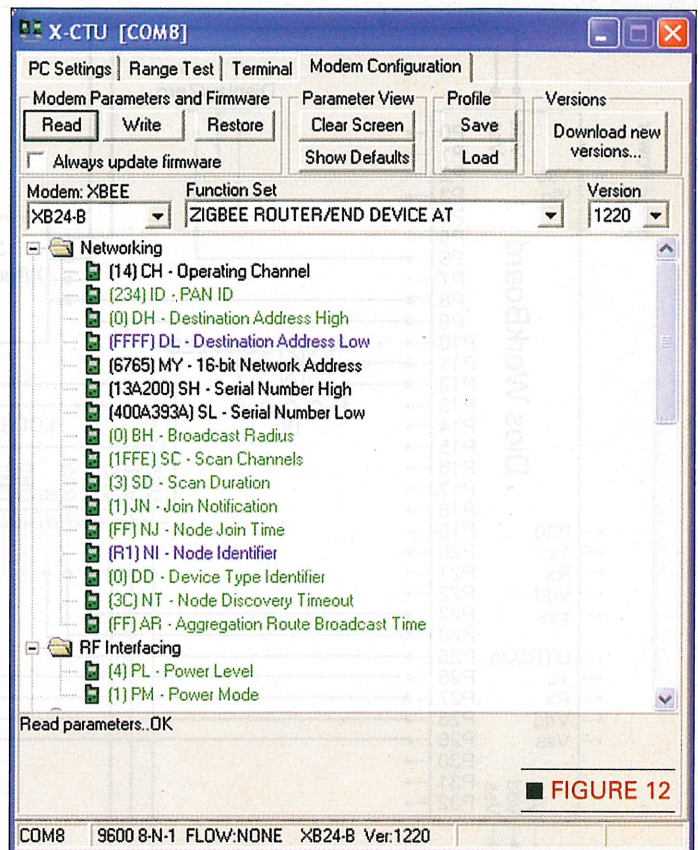 X-CTU [COM8]
PC Settings Range Test Terminal Modem Configuration
Modem Parameters and Firmware Parameter View Profile Versions
Read Write Restore Clear Screen Save Download new versions...
Always update firmware Show Defaults Load
Modem: XBEE Function Set Version
XB24-B ZIGBEE ROUTER/END DEVICE AT 1220
Networking
(14) CH - Operating Channel
(234) ID - PAN ID
(0) DH - Destination Address High
(FFFF) DL - Destination Address Low
(6765) MY - 16-bit Network Address
(13A200) SH - Serial Number High
(400A393A) SL - Serial Number Low
(0) BH - Broadcast Radius
(1FFE) SC - Scan Channels
(3) SD - Scan Duration
(1) JN - Join Notification
(FF) NJ - Node Join Time
(R1) NI - Node Identifier
(0) DD - Device Type Identifier
(3C) NT - Node Discovery Timeout
(FF) AR - Aggregation Route Broadcast Time
RF Interfacing
(4) PL - Power Level
(1) PM - Power Mode
Read parameters..OK
FIGURE 12
COM8 9600 8-N-1 FLOW:NONE XB24-B Ver:1220